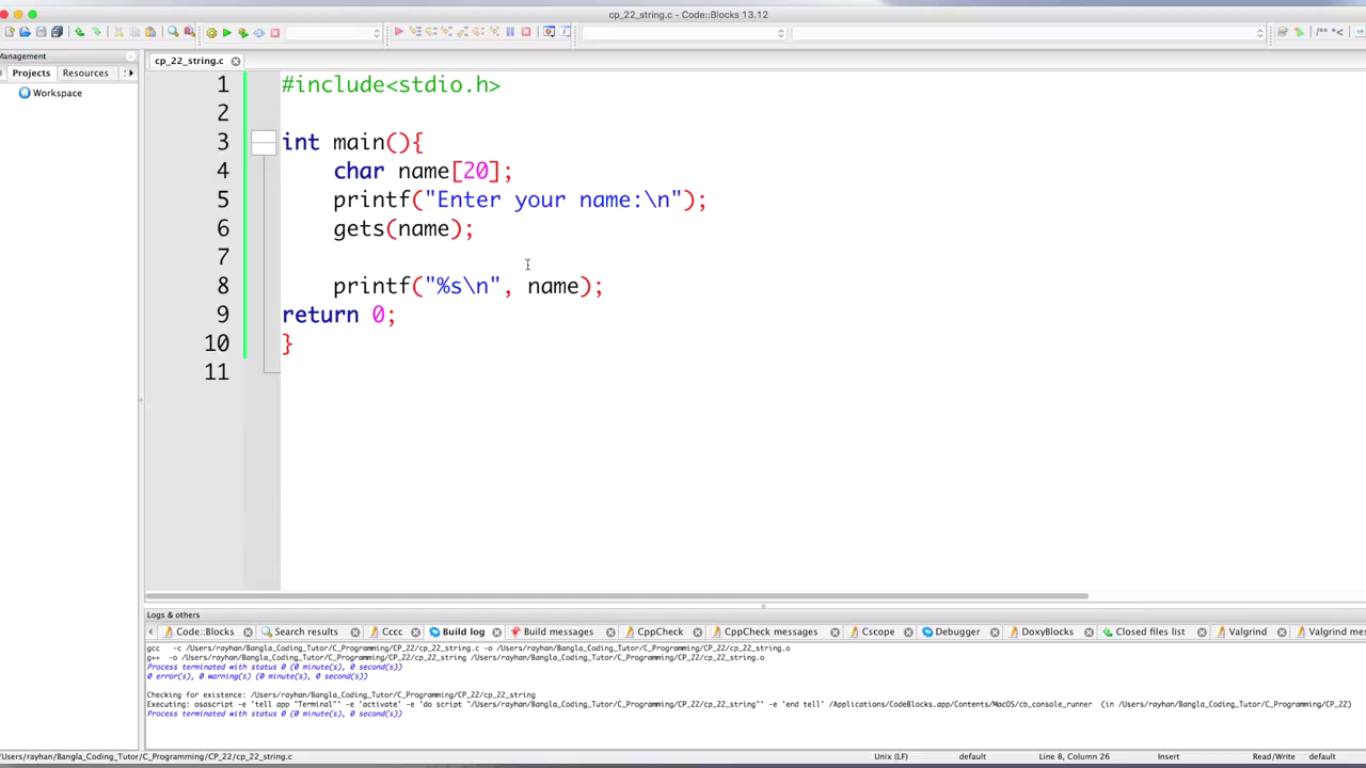 cp_22_string.c - Code::Blocks 13.12
/** *<
Management
Projects Resources
Workspace
cp_22_string.c
1 #include<stdio.h>
2
3 int main(){
4 char name[20];
5 printf("Enter your name:\n");
6 gets(name);
7
8 printf("%s\n", name);
9 return 0;
10 }
11
Logs & others
Code::Blocks Search results Cccc Build log Build messages CppCheck CppCheck messages Cscope Debugger DoxyBlocks Closed files list Valgrind Valgrind mes
gcc -c /Users/rayhan/Bangla_Coding_Tutor/C_Programming/CP_22/cp_22_string.c -o /Users/rayhan/Bangla_Coding_Tutor/C_Programming/CP_22/cp_22_string.o
g++ -o /Users/rayhan/Bangla_Coding_Tutor/C_Programming/CP_22/cp_22_string /Users/rayhan/Bangla_Coding_Tutor/C_Programming/CP_22/cp_22_string.o
Process terminated with status 0 (0 minute(s), 0 second(s))
0 error(s), 0 warning(s) (0 minute(s), 0 second(s))
Checking for existence: /Users/rayhan/Bangla_Coding_Tutor/C_Programming/CP_22/cp_22_string
Executing: osascript -e 'tell app "Terminal"' -e 'activate' -e 'do script "/Users/rayhan/Bangla_Coding_Tutor/C_Programming/CP_22/cp_22_string"' -e 'end tell' /Applications/CodeBlocks.app/Contents/MacOS/cb_console_runner (in /Users/rayhan/Bangla_Coding_Tutor/C_Programming/CP_22)
Process terminated with status 0 (0 minute(s), 0 second(s))
/Users/rayhan/Bangla_Coding_Tutor/C_Programming/CP_22/cp_22_string.c Unix (LF) default Line 8, Column 26 Insert Read/Write default